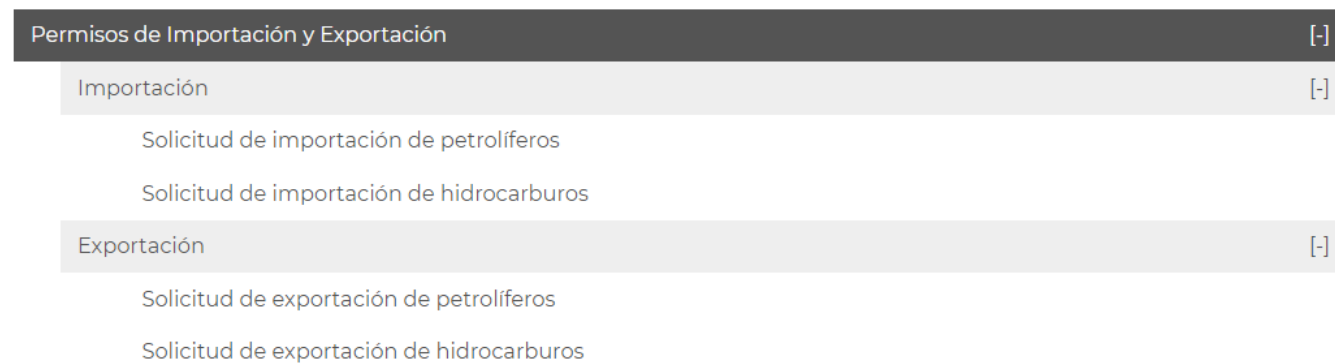 Permisos de Importación y Exportación [-]
Importación [-]
Solicitud de importación de petrolíferos
Solicitud de importación de hidrocarburos
Exportación [-]
Solicitud de exportación de petrolíferos
Solicitud de exportación de hidrocarburos